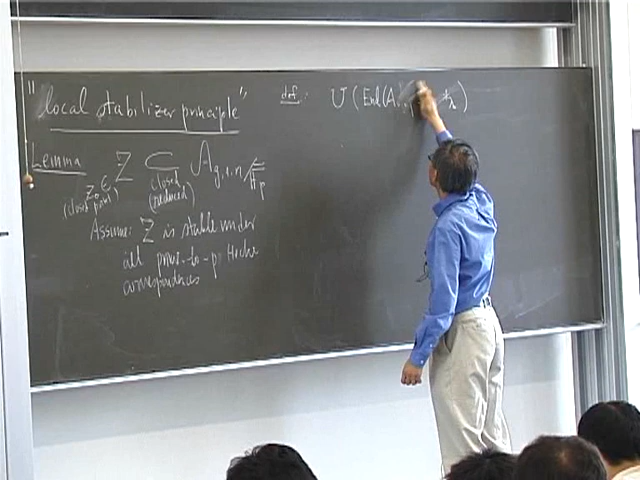 "local stabilizer principle"
Lemma Z ⊆ A_{g,1,n} / F̄_p
z₀ ∈ closed
(closed point) (reduced)
Assume: Z is stable under
all prime-to-p Hecke
correspondences
def: U(End(A *λ)